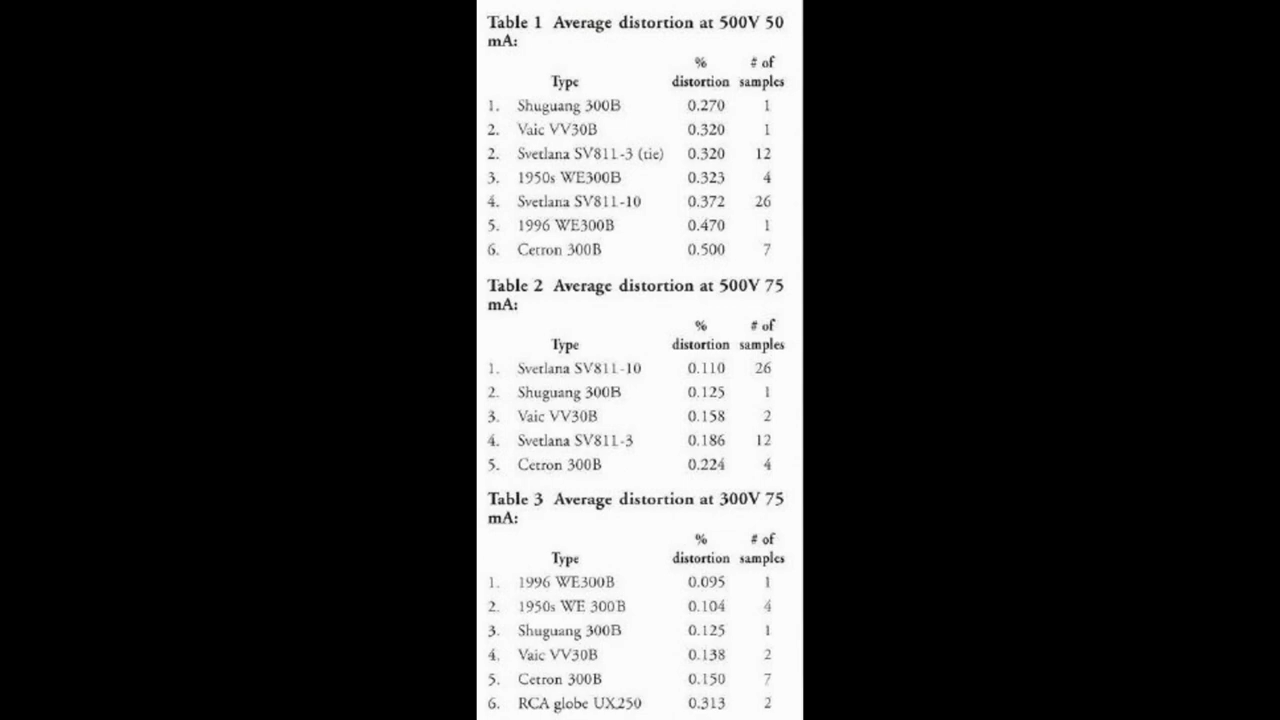 Table 1 Average distortion at 500V 50
mA:
% # of
Type distortion samples
1. Shuguang 300B 0.270 1
2. Vaic VV30B 0.320 1
2. Svetlana SV811-3 (tie) 0.320 12
3. 1950s WE300B 0.323 4
4. Svetlana SV811-10 0.372 26
5. 1996 WE300B 0.470 1
6. Cetron 300B 0.500 7
Table 2 Average distortion at 500V 75
mA:
% # of
Type distortion samples
1. Svetlana SV811-10 0.110 26
2. Shuguang 300B 0.125 1
3. Vaic VV30B 0.158 2
4. Svetlana SV811-3 0.186 12
5. Cetron 300B 0.224 4
Table 3 Average distortion at 300V 75
mA:
% # of
Type distortion samples
1. 1996 WE300B 0.095 1
2. 1950s WE 300B 0.104 4
3. Shuguang 300B 0.125 1
4. Vaic VV30B 0.138 2
5. Cetron 300B 0.150 7
6. RCA globe UX250 0.313 2